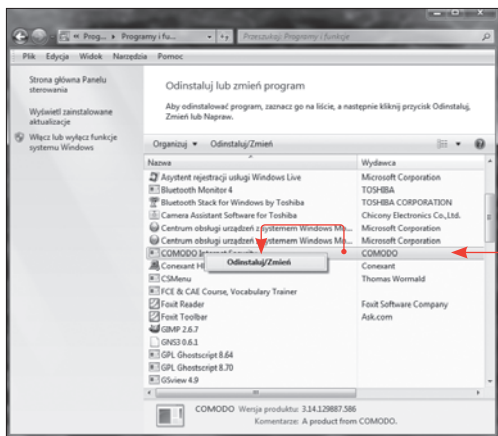 « Prog... ▸ Programy i fu...
Przeszukaj: Programy i funkcje
Plik Edycja Widok Narzędzia Pomoc
Strona główna Panelu
sterowania
Wyświetl zainstalowane
aktualizacje
Włącz lub wyłącz funkcje
systemu Windows
Odinstaluj lub zmień program
Aby odinstalować program, zaznacz go na liście, a następnie kliknij przycisk Odinstaluj,
Zmień lub Napraw.
Organizuj Odinstaluj/Zmień
Nazwa Wydawca
Asystent rejestracji usługi Windows Live Microsoft Corporation
Bluetooth Monitor 4 TOSHIBA
Bluetooth Stack for Windows by Toshiba TOSHIBA CORPORATION
Camera Assistant Software for Toshiba Chicony Electronics Co.,Ltd.
Centrum obsługi urządzeń z systemem Windows Mo... Microsoft Corporation
Centrum obsługi urządzeń z systemem Windows Mo... Microsoft Corporation
COMODO COMODO
Conexant Conexant
Odinstaluj/Zmień
CSMenu Thomas Wormald
FCE & CAE Course, Vocabulary Trainer
Foxit Reader Foxit Software Company
Foxit Toolbar Ask.com
GIMP 2.6.7
GNS3 0.6.1
GPL Ghostscript 8.64
GPL Ghostscript 8.70
GSview 4.9
COMODO Wersja produktu: 3.14.129887.586
Komentarze: A product from COMODO.